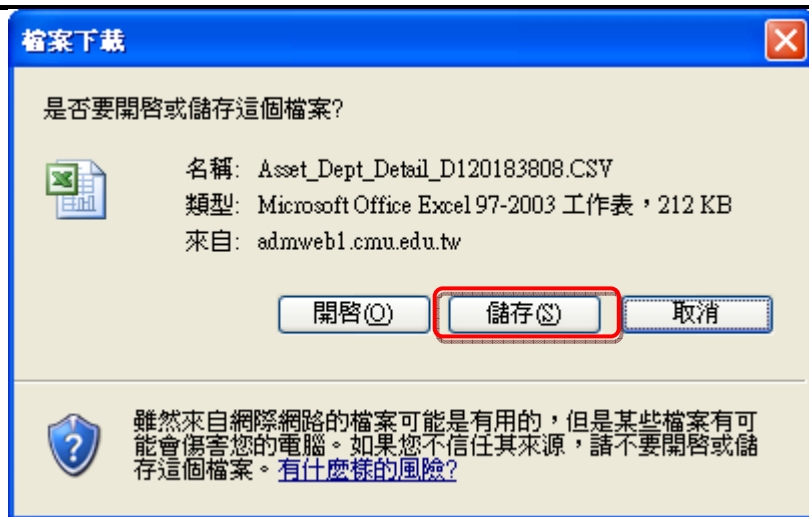 檔案下載
是否要開啟或儲存這個檔案?
名稱: Asset_Dept_Detail_D120183808.CSV
類型: Microsoft Office Excel 97-2003 工作表，212 KB
來自: admweb1.cmu.edu.tw
開啟(O) 儲存(S) 取消
雖然來自網際網路的檔案可能是有用的，但是某些檔案有可
能會傷害您的電腦。如果您不信任其來源，請不要開啟或儲
存這個檔案。有什麼樣的風險?